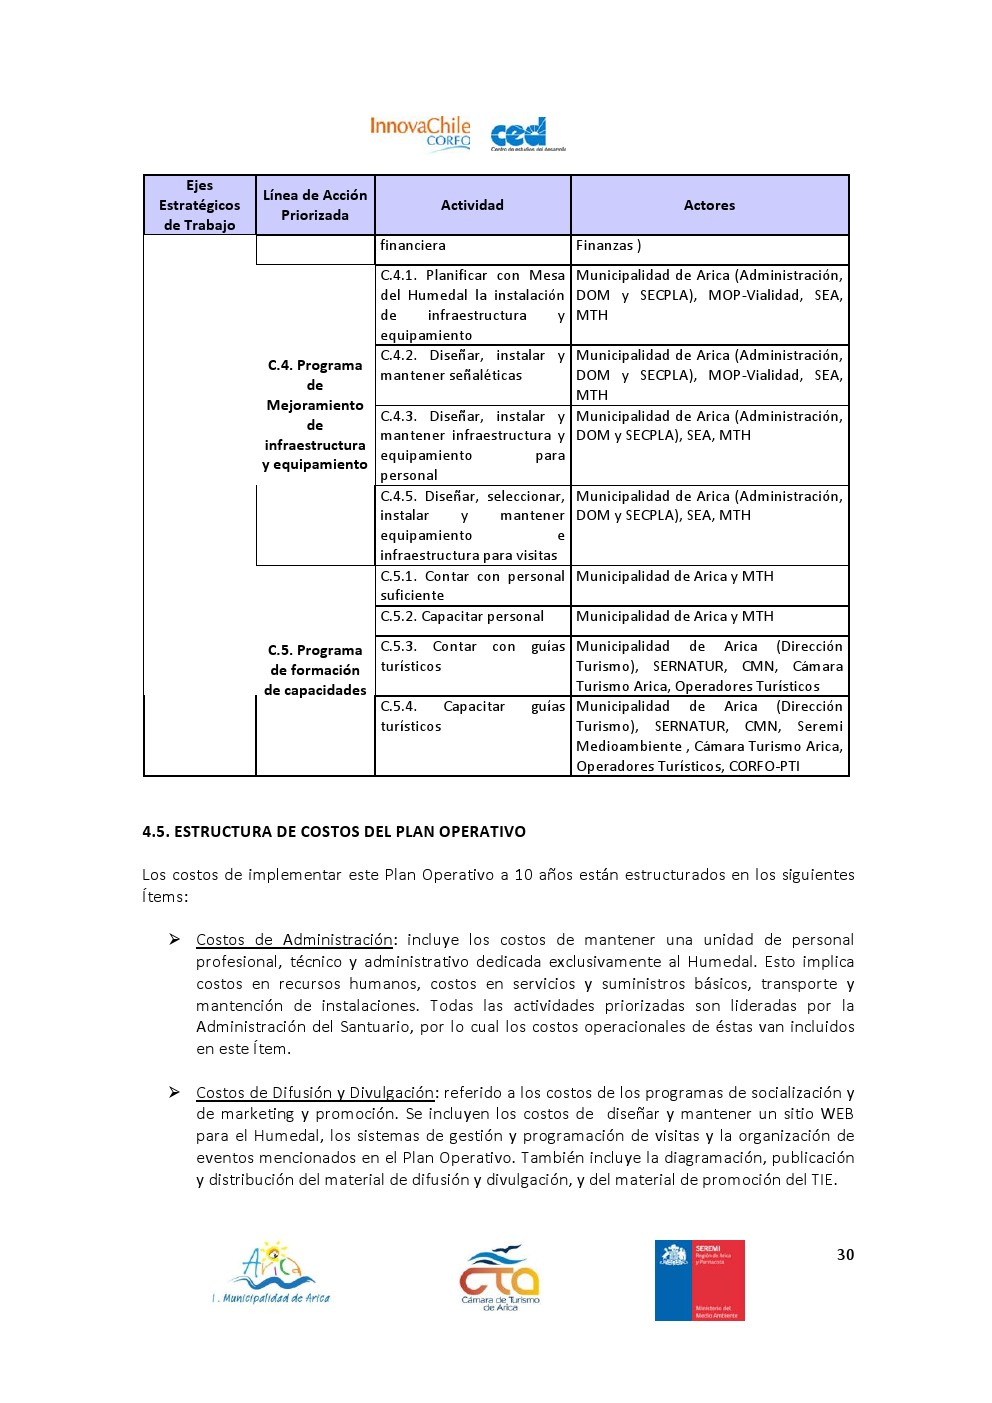 InnovaChile
CORFO
ced
Centro de estudios del desarrollo
Ejes
Estratégicos
de Trabajo
Línea de Acción
Priorizada
Actividad
Actores
financiera
Finanzas )
C.4. Programa
de
Mejoramiento
de
infraestructura
y equipamiento
C.4.1. Planificar con Mesa
del Humedal la instalación
de infraestructura y
equipamiento
Municipalidad de Arica (Administración,
DOM y SECPLA), MOP-Vialidad, SEA,
MTH
C.4.2. Diseñar, instalar y
mantener señaléticas
Municipalidad de Arica (Administración,
DOM y SECPLA), MOP-Vialidad, SEA,
MTH
C.4.3. Diseñar, instalar y
mantener infraestructura y
equipamiento para
personal
Municipalidad de Arica (Administración,
DOM y SECPLA), SEA, MTH
C.4.5. Diseñar, seleccionar,
instalar y mantener
equipamiento e
infraestructura para visitas
Municipalidad de Arica (Administración,
DOM y SECPLA), SEA, MTH
C.5. Programa
de formación
de capacidades
C.5.1. Contar con personal
suficiente
Municipalidad de Arica y MTH
C.5.2. Capacitar personal
Municipalidad de Arica y MTH
C.5.3. Contar con guías
turísticos
Municipalidad de Arica (Dirección
Turismo), SERNATUR, CMN, Cámara
Turismo Arica, Operadores Turísticos
C.5.4. Capacitar guías
turísticos
Municipalidad de Arica (Dirección
Turismo), SERNATUR, CMN, Seremi
Medioambiente , Cámara Turismo Arica,
Operadores Turísticos, CORFO-PTI
4.5. ESTRUCTURA DE COSTOS DEL PLAN OPERATIVO
Los costos de implementar este Plan Operativo a 10 años están estructurados en los siguientes
Ítems:
➢ Costos de Administración: incluye los costos de mantener una unidad de personal
profesional, técnico y administrativo dedicada exclusivamente al Humedal. Esto implica
costos en recursos humanos, costos en servicios y suministros básicos, transporte y
mantención de instalaciones. Todas las actividades priorizadas son lideradas por la
Administración del Santuario, por lo cual los costos operacionales de éstas van incluidos
en este Ítem.
➢ Costos de Difusión y Divulgación: referido a los costos de los programas de socialización y
de marketing y promoción. Se incluyen los costos de diseñar y mantener un sitio WEB
para el Humedal, los sistemas de gestión y programación de visitas y la organización de
eventos mencionados en el Plan Operativo. También incluye la diagramación, publicación
y distribución del material de difusión y divulgación, y del material de promoción del TIE.
Arica
I. Municipalidad de Arica
CTA
Cámara de Turismo
de Arica
SEREMI
Región de Arica
y Parinacota
Ministerio del
Medio Ambiente
30